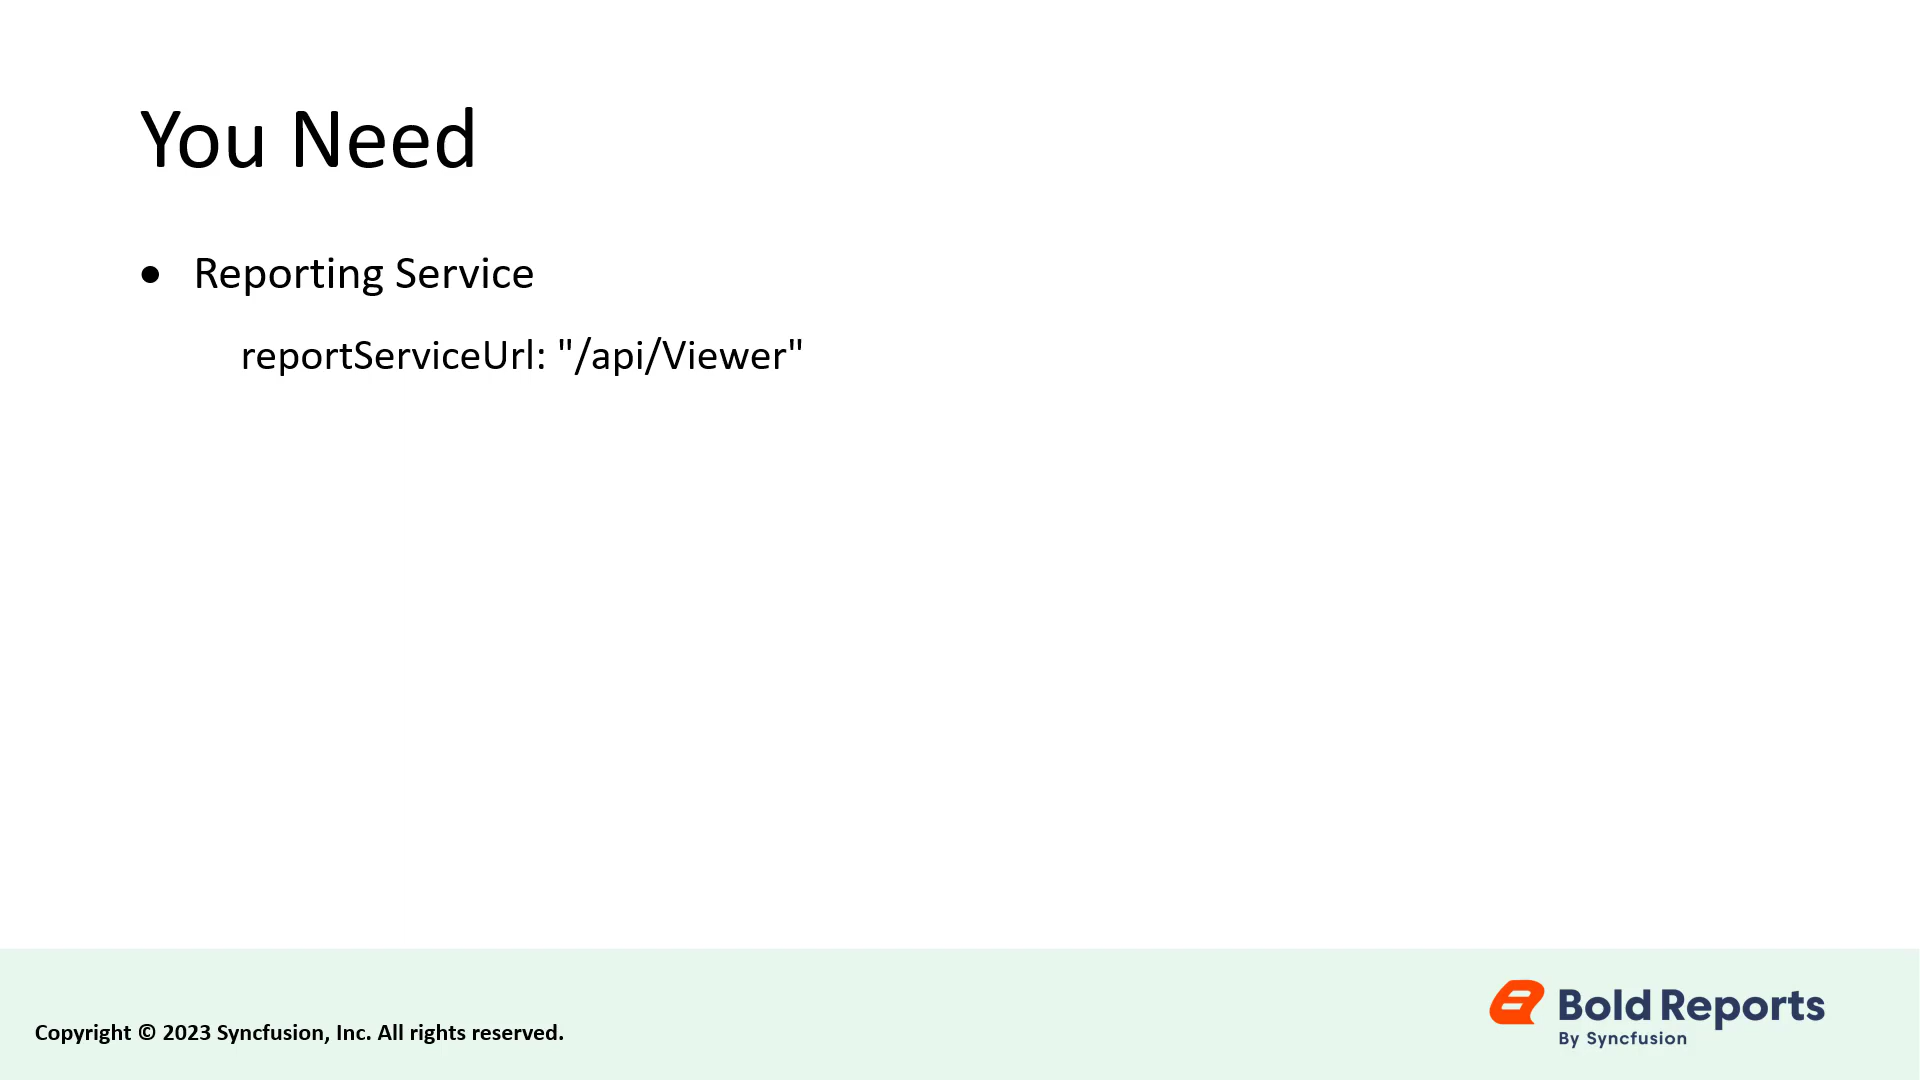 You Need
● Reporting Service
reportServiceUrl: "/api/Viewer"
Copyright © 2023 Syncfusion, Inc. All rights reserved.
Bold Reports
By Syncfusion